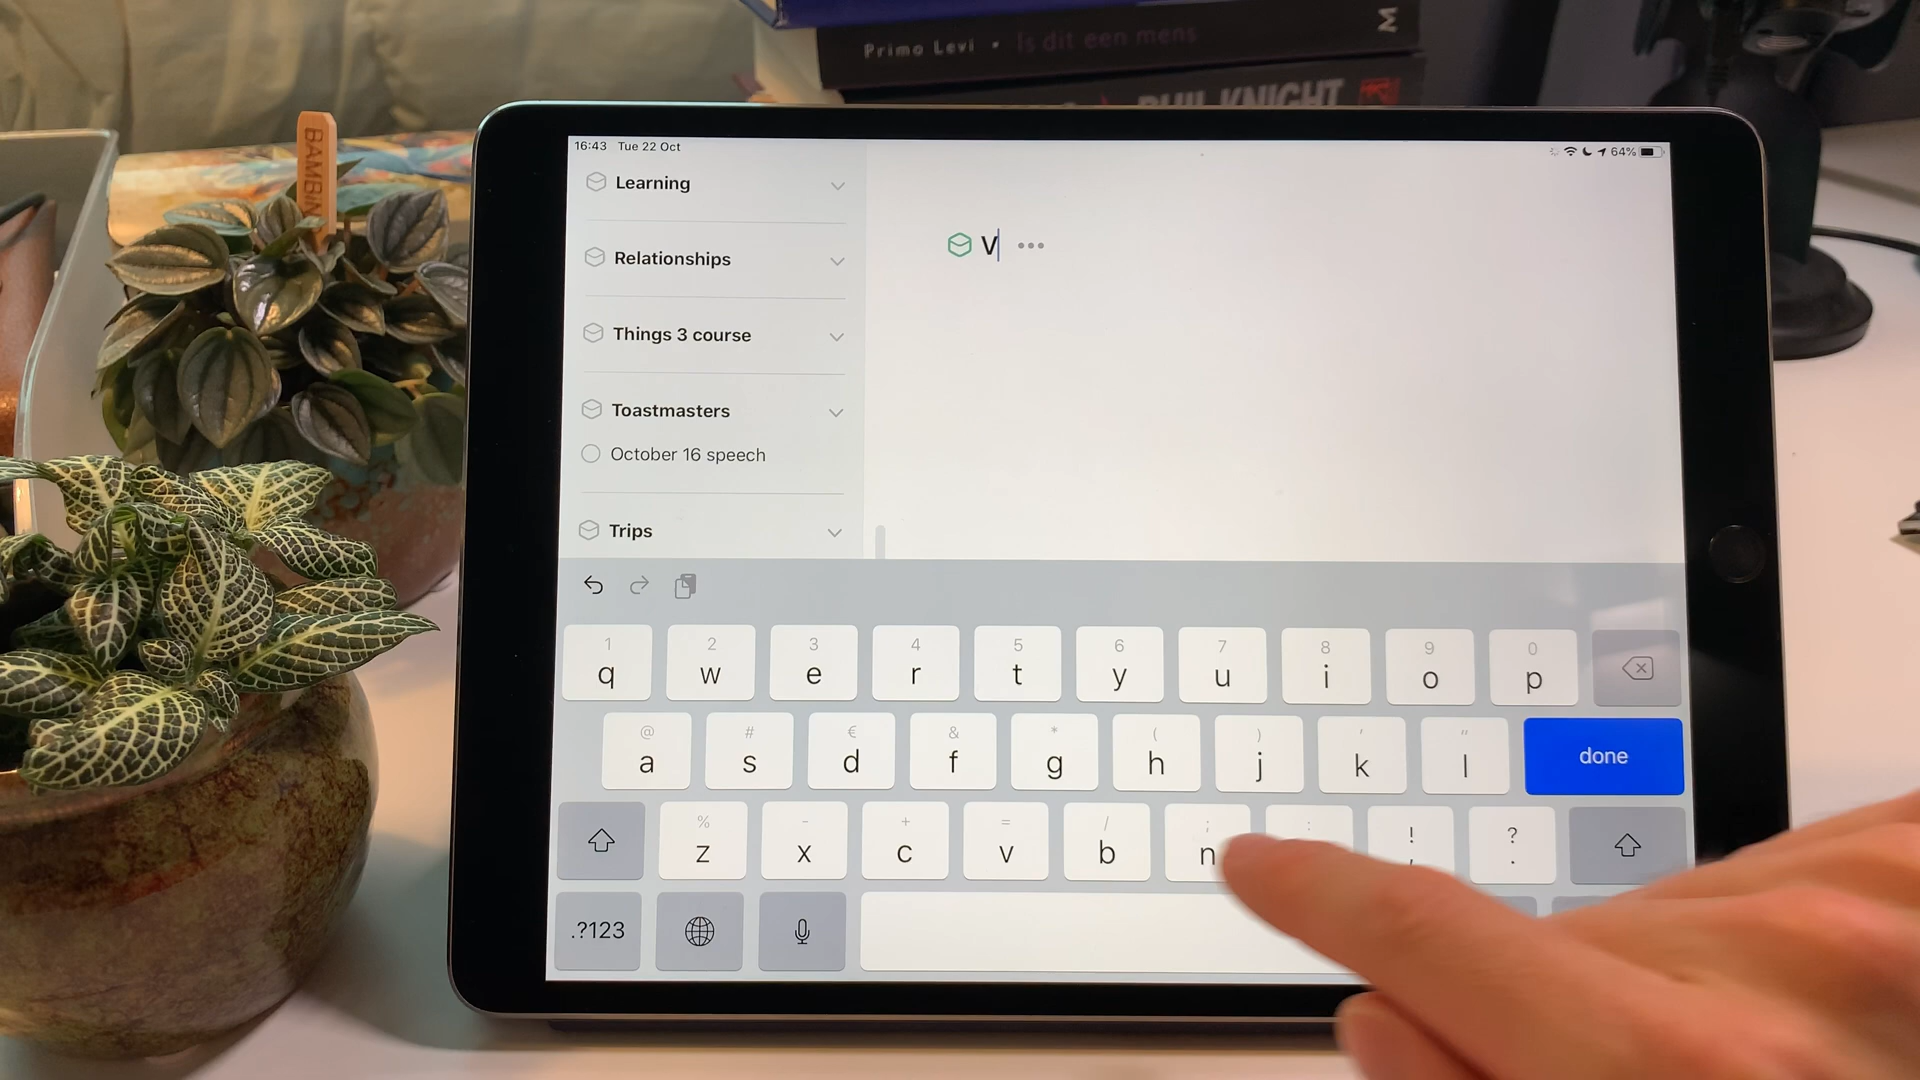 Primo Levi • Is dit een mens
M
PHIL KNIGHT
BAMBIN
16:43 Tue 22 Oct
64%
Learning
Relationships
Things 3 course
Toastmasters
October 16 speech
Trips
V
1 2 3 4 5 6 7 8 9 0
q w e r t y u i o p
@ # € & * ( ) ' "
a s d f g h j k l done
% - + = / ; : ! ?
z x c v b n , .
.?123